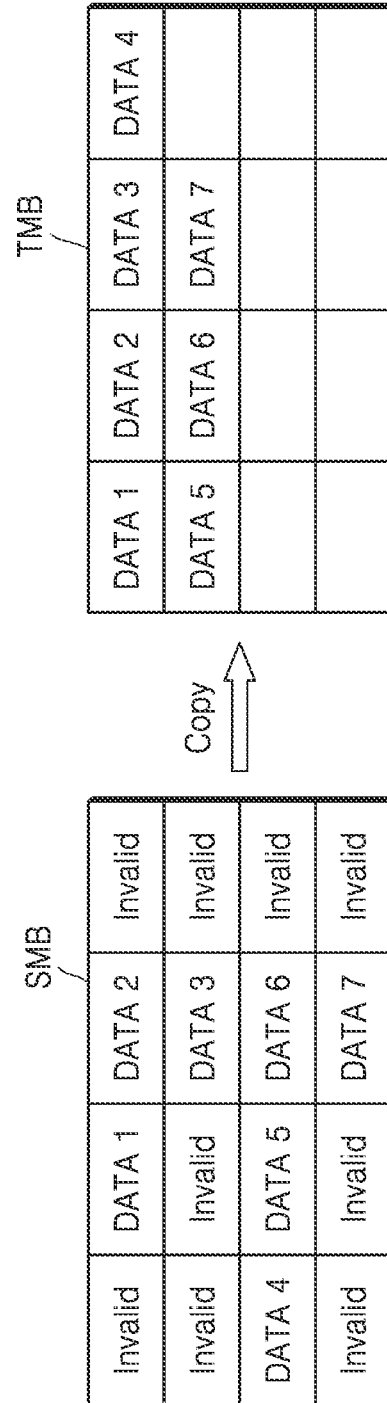 SMB
Invalid DATA 1 DATA 2 Invalid
Invalid Invalid DATA 3 Invalid
DATA 4 DATA 5 DATA 6 Invalid
Invalid Invalid DATA 7 Invalid
Copy
TMB
DATA 1 DATA 2 DATA 3 DATA 4
DATA 5 DATA 6 DATA 7